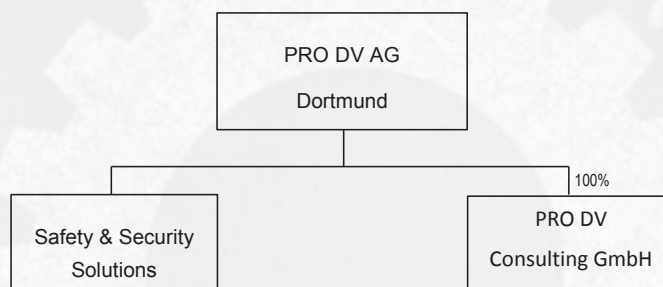 PRO DV AG
Dortmund
100%
Safety & Security
Solutions
PRO DV
Consulting GmbH